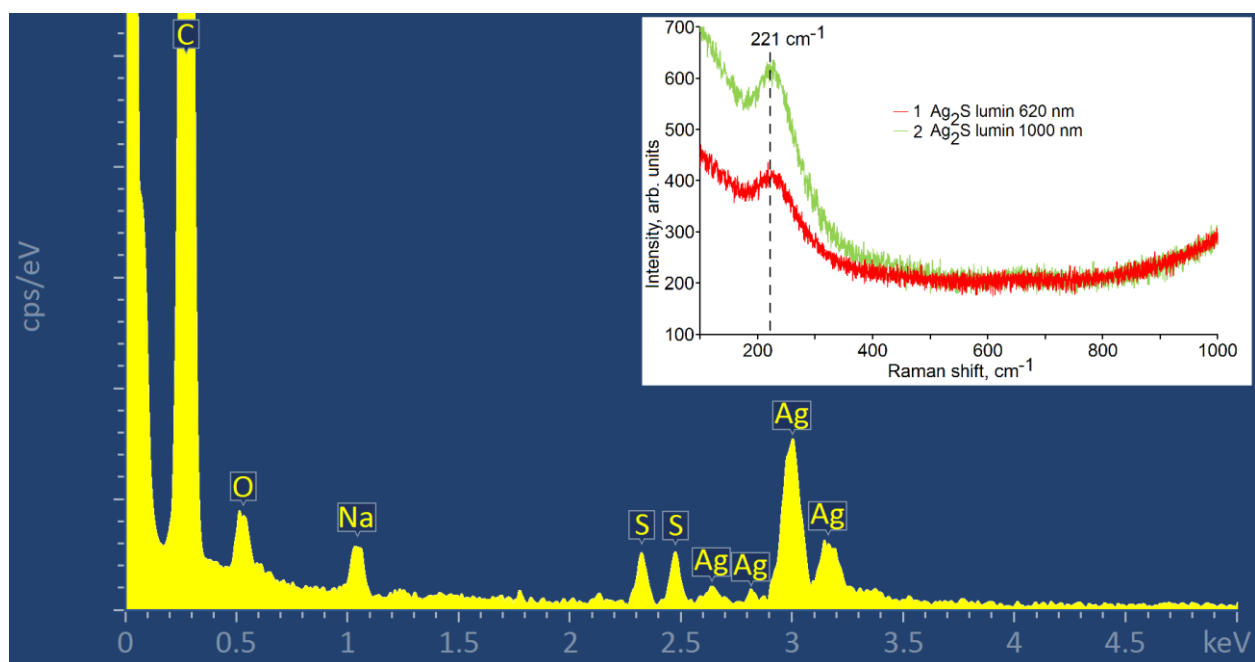 cps/eV
C
O
Na
S
S
Ag
Ag
Ag
Ag
0
0.5
1
1.5
2
2.5
3
3.5
4
4.5
keV
700
600
500
400
300
200
100
Intensity, arb. units
221 cm⁻¹
1 Ag₂S lumin 620 nm
2 Ag₂S lumin 1000 nm
200
400
600
800
1000
Raman shift, cm⁻¹